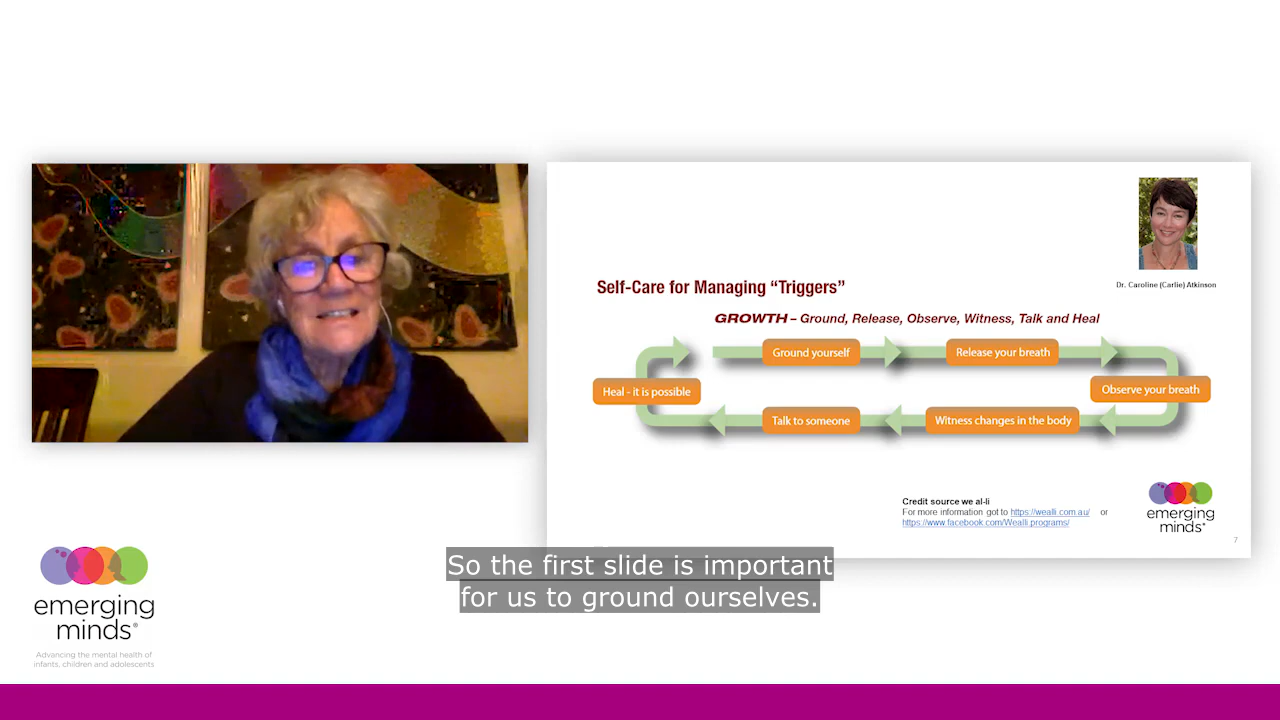 Dr. Caroline (Carlie) Atkinson
Self-Care for Managing “Triggers”
GROWTH – Ground, Release, Observe, Witness, Talk and Heal
Ground yourself
Release your breath
Observe your breath
Witness changes in the body
Talk to someone
Heal - it is possible
Credit source we al-li
For more information got to https://wealli.com.au/ or
https://www.facebook.com/Wealli.programs/
emerging
minds®
7
So the first slide is important
for us to ground ourselves.
emerging
minds®
Advancing the mental health of
infants, children and adolescents